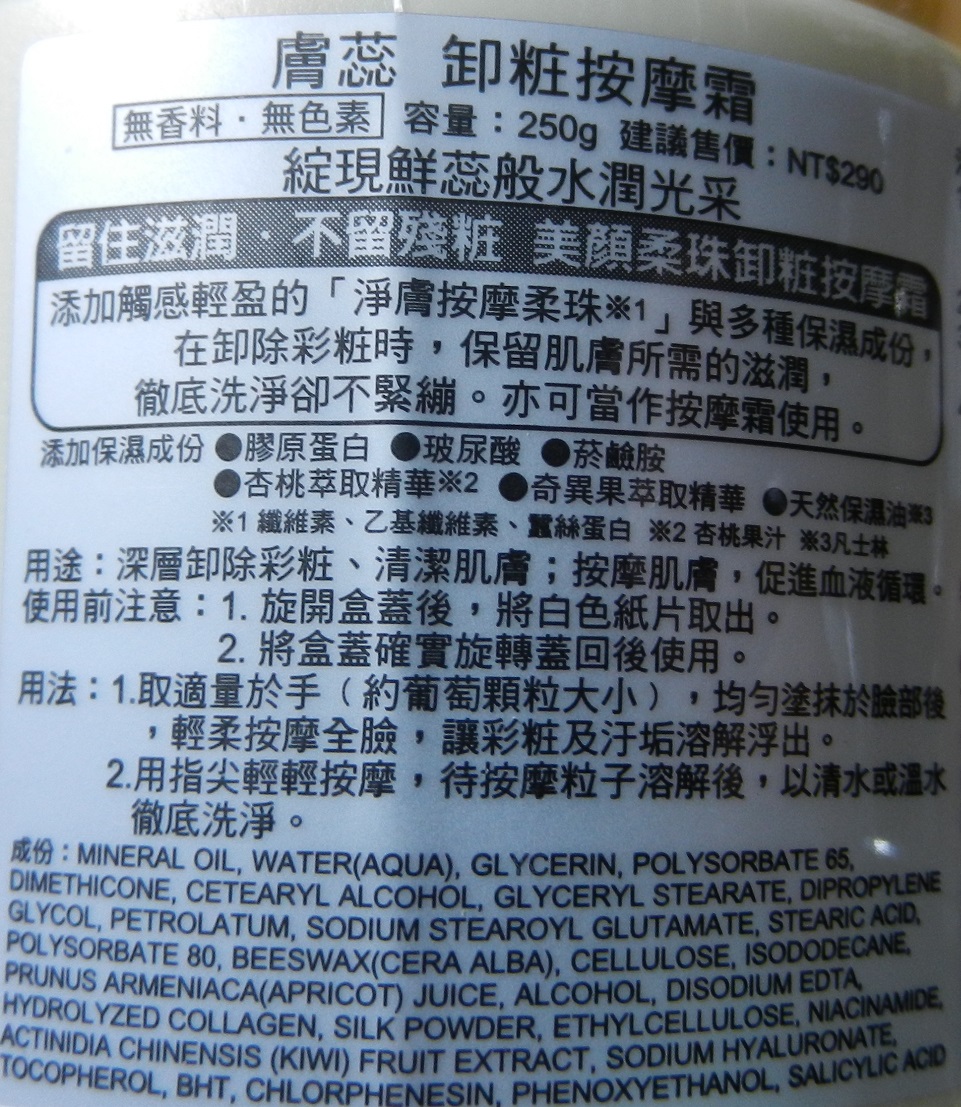 膚蕊 卸粧按摩霜
無香料・無色素 容量：250g 建議售價：NT$290
綻現鮮蕊般水潤光采
留住滋潤・不留殘粧 美顏柔珠卸粧按摩霜
添加觸感輕盈的「淨膚按摩柔珠※1」與多種保濕成份，
在卸除彩粧時，保留肌膚所需的滋潤，
徹底洗淨卻不緊繃。亦可當作按摩霜使用。
添加保濕成份 ●膠原蛋白 ●玻尿酸 ●菸鹼胺
●杏桃萃取精華※2 ●奇異果萃取精華 ●天然保濕油※3
※1 纖維素、乙基纖維素、蠶絲蛋白 ※2 杏桃果汁 ※3凡士林
用途：深層卸除彩粧、清潔肌膚；按摩肌膚，促進血液循環。
使用前注意：1. 旋開盒蓋後，將白色紙片取出。
2. 將盒蓋確實旋轉蓋回後使用。
用法：1.取適量於手（約葡萄顆粒大小），均勻塗抹於臉部後
，輕柔按摩全臉，讓彩粧及汙垢溶解浮出。
2.用指尖輕輕按摩，待按摩粒子溶解後，以清水或溫水
徹底洗淨。
成份：MINERAL OIL, WATER(AQUA), GLYCERIN, POLYSORBATE 65,
DIMETHICONE, CETEARYL ALCOHOL, GLYCERYL STEARATE, DIPROPYLENE
GLYCOL, PETROLATUM, SODIUM STEAROYL GLUTAMATE, STEARIC ACID,
POLYSORBATE 80, BEESWAX(CERA ALBA), CELLULOSE, ISODODECANE,
PRUNUS ARMENIACA(APRICOT) JUICE, ALCOHOL, DISODIUM EDTA,
HYDROLYZED COLLAGEN, SILK POWDER, ETHYLCELLULOSE, NIACINAMIDE,
ACTINIDIA CHINENSIS (KIWI) FRUIT EXTRACT, SODIUM HYALURONATE,
TOCOPHEROL, BHT, CHLORPHENESIN, PHENOXYETHANOL, SALICYLIC ACID